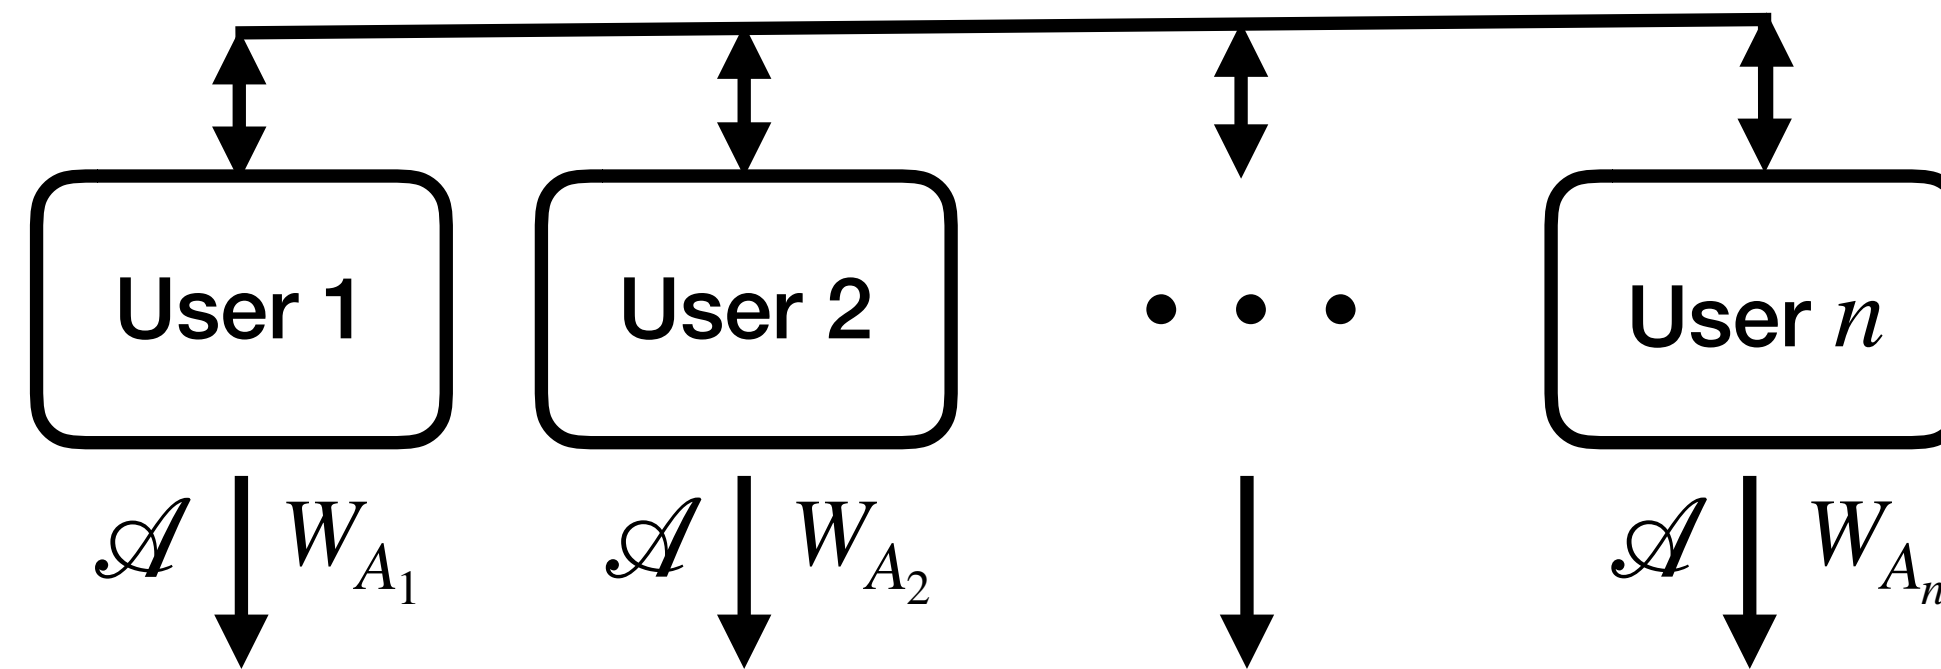 User 1 User 2 • • • User n
𝒜 W_{A_1} 𝒜 W_{A_2} 𝒜 W_{A_n}